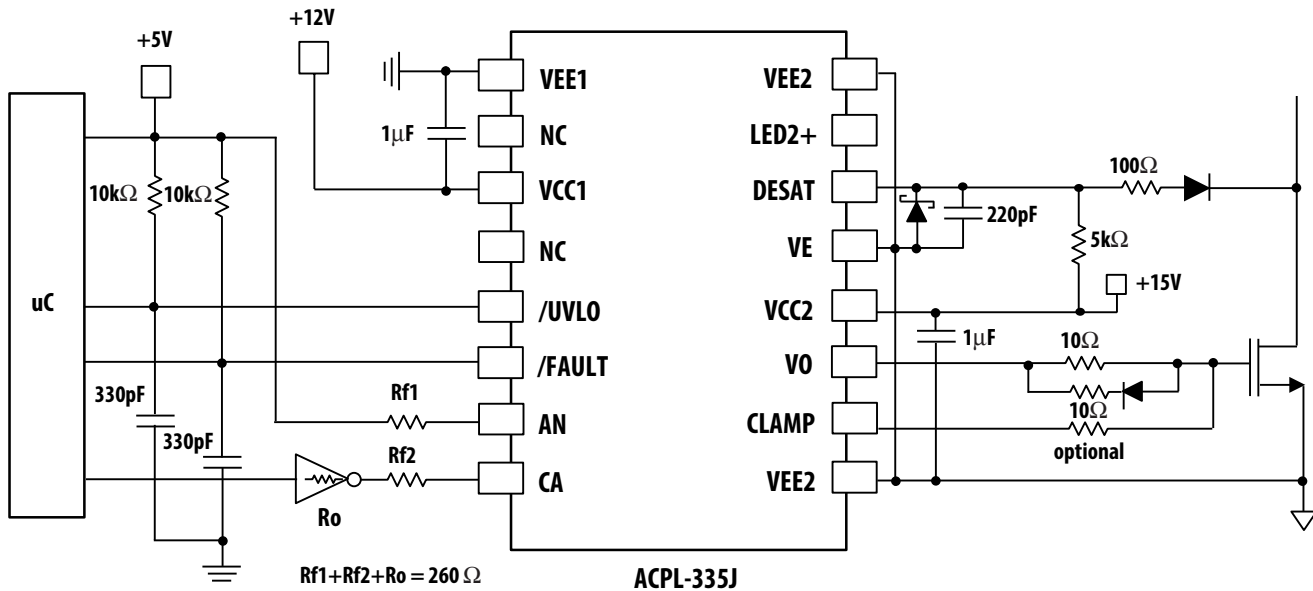 +12V
+5V
VEE1
VEE2
1μF
NC
LED2+
VCC1
DESAT
100Ω
10kΩ
10kΩ
220pF
NC
VE
5kΩ
uC
+15V
/UVLO
VCC2
1μF
10Ω
/FAULT
VO
330pF
Rf1
10Ω
AN
CLAMP
330pF
optional
Rf2
CA
VEE2
Ro
Rf1+Rf2+Ro = 260 Ω
ACPL-335J